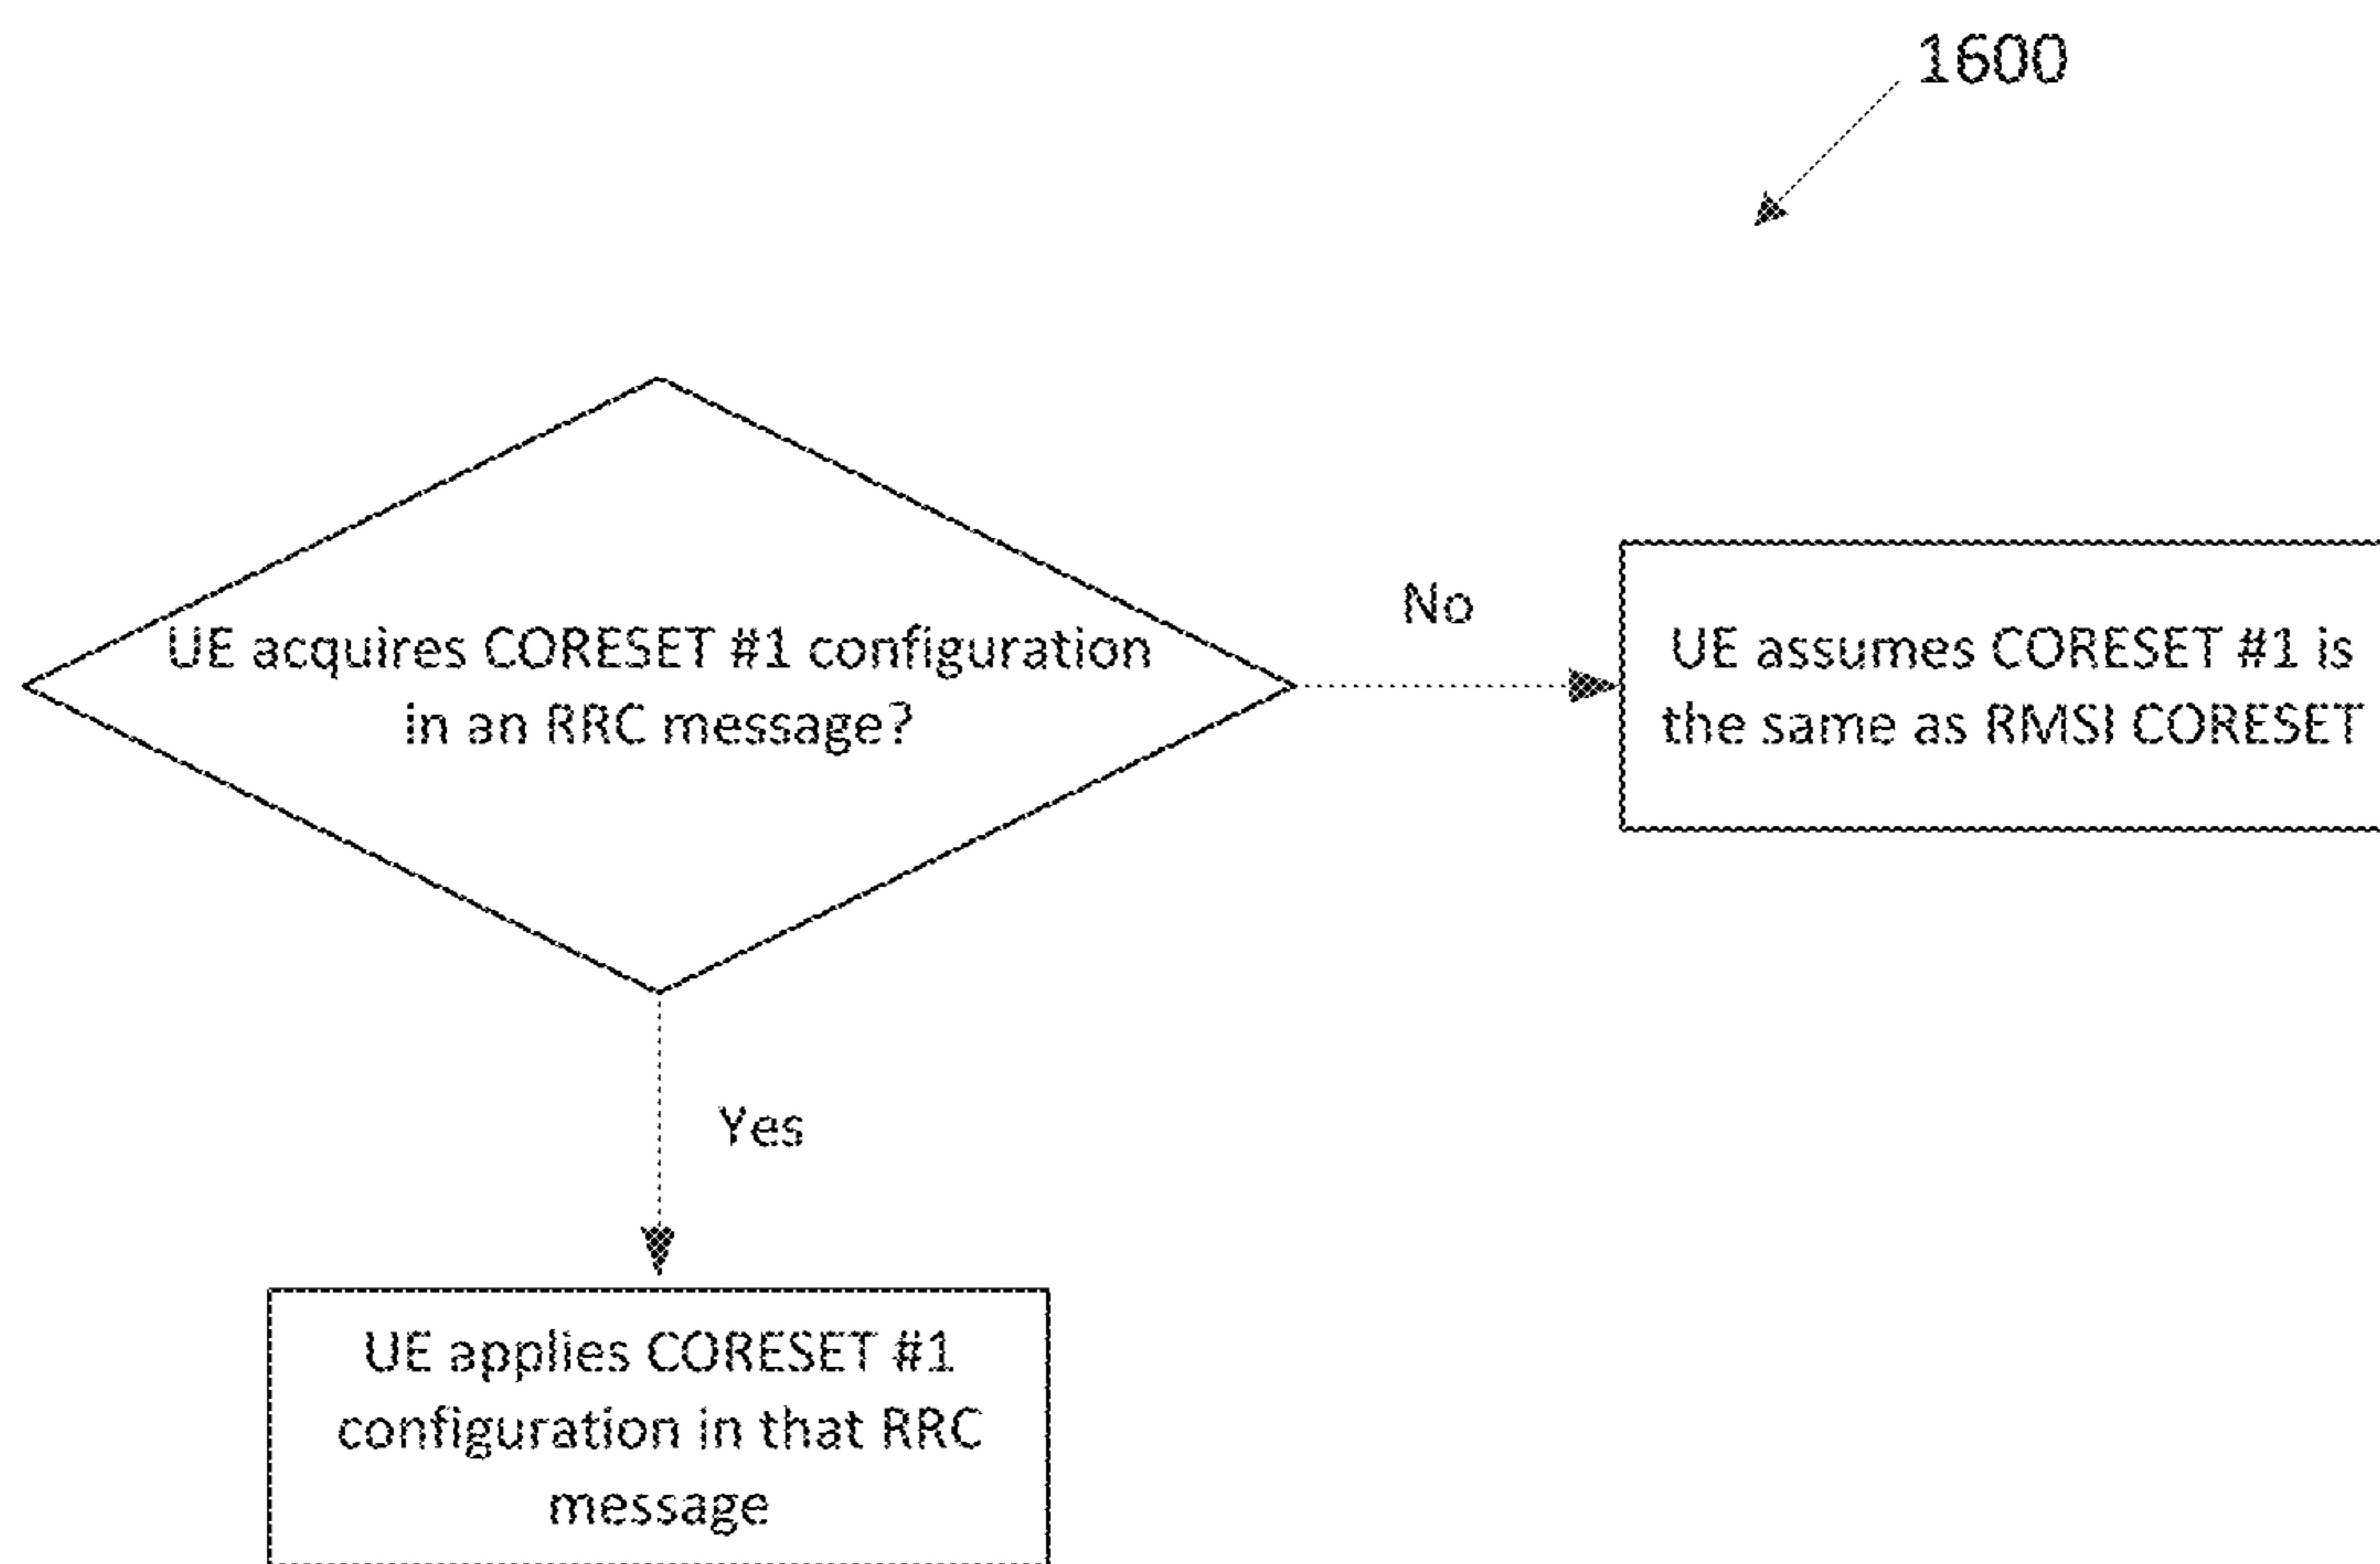 1600
UE acquires CORESET #1 configuration
in an RRC message?
No
UE assumes CORESET #1 is
the same as RMSI CORESET
Yes
UE applies CORESET #1
configuration in that RRC
message